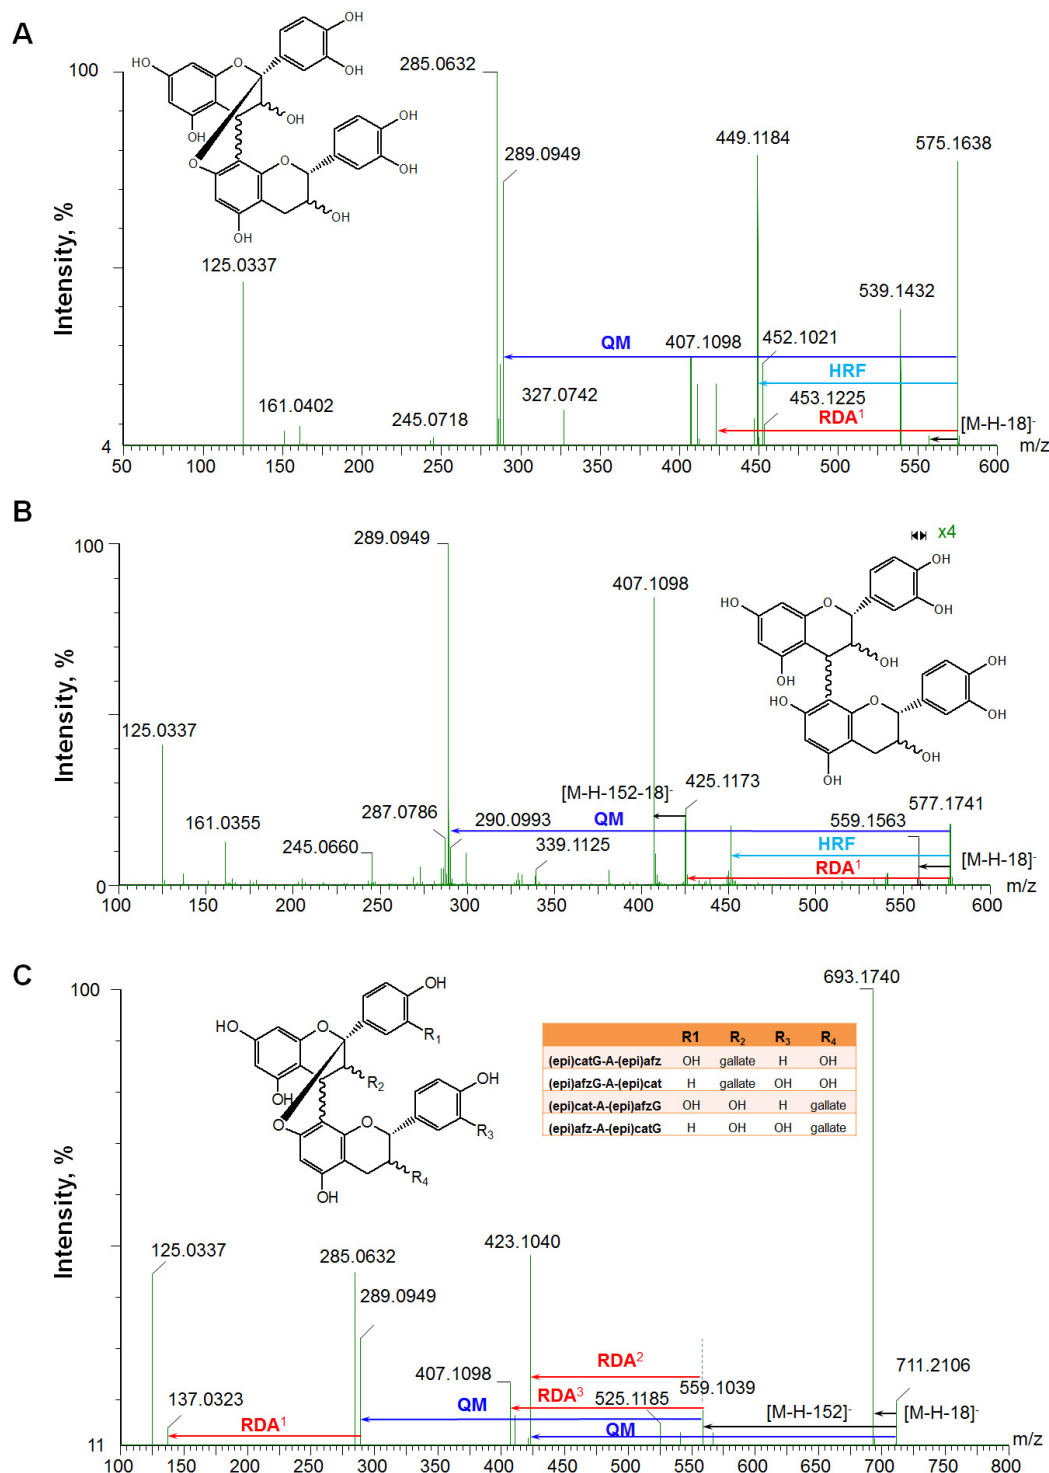 A
HO
O
OH
OH
OH
OH
O
O
OH
OH
OH
OH
Intensity, %
100
4
285.0632
289.0949
449.1184
575.1638
125.0337
539.1432
QM
407.1098
452.1021
HRF
161.0402
245.0718
327.0742
453.1225
RDA1
[M-H-18]-
50 100 150 200 250 300 350 400 450 500 550 600 m/z
B
100
289.0949
x4
407.1098
OH
OH
O
HO
OH
OH
HO
O
OH
OH
OH
OH
Intensity, %
125.0337
[M-H-152-18]-
425.1173
577.1741
161.0355
287.0786
QM
290.0993
559.1563
245.0660
339.1125
HRF
[M-H-18]-
RDA1
0
100 150 200 250 300 350 400 450 500 550 600 m/z
C
693.1740
100
OH
HO
O
R1
R2
OH
OH
O
O
R3
R4
OH
R1 R2 R3 R4
(epi)catG-A-(epi)afz OH gallate H OH
(epi)afzG-A-(epi)cat H gallate OH OH
(epi)cat-A-(epi)afzG OH OH H gallate
(epi)afz-A-(epi)catG H OH OH gallate
Intensity, %
125.0337
285.0632
423.1040
289.0949
RDA2
407.1098
711.2106
RDA3
559.1039
137.0323
QM
525.1185
[M-H-152]-
[M-H-18]-
RDA1
QM
11
100 150 200 250 300 350 400 450 500 550 600 650 700 750 800 m/z